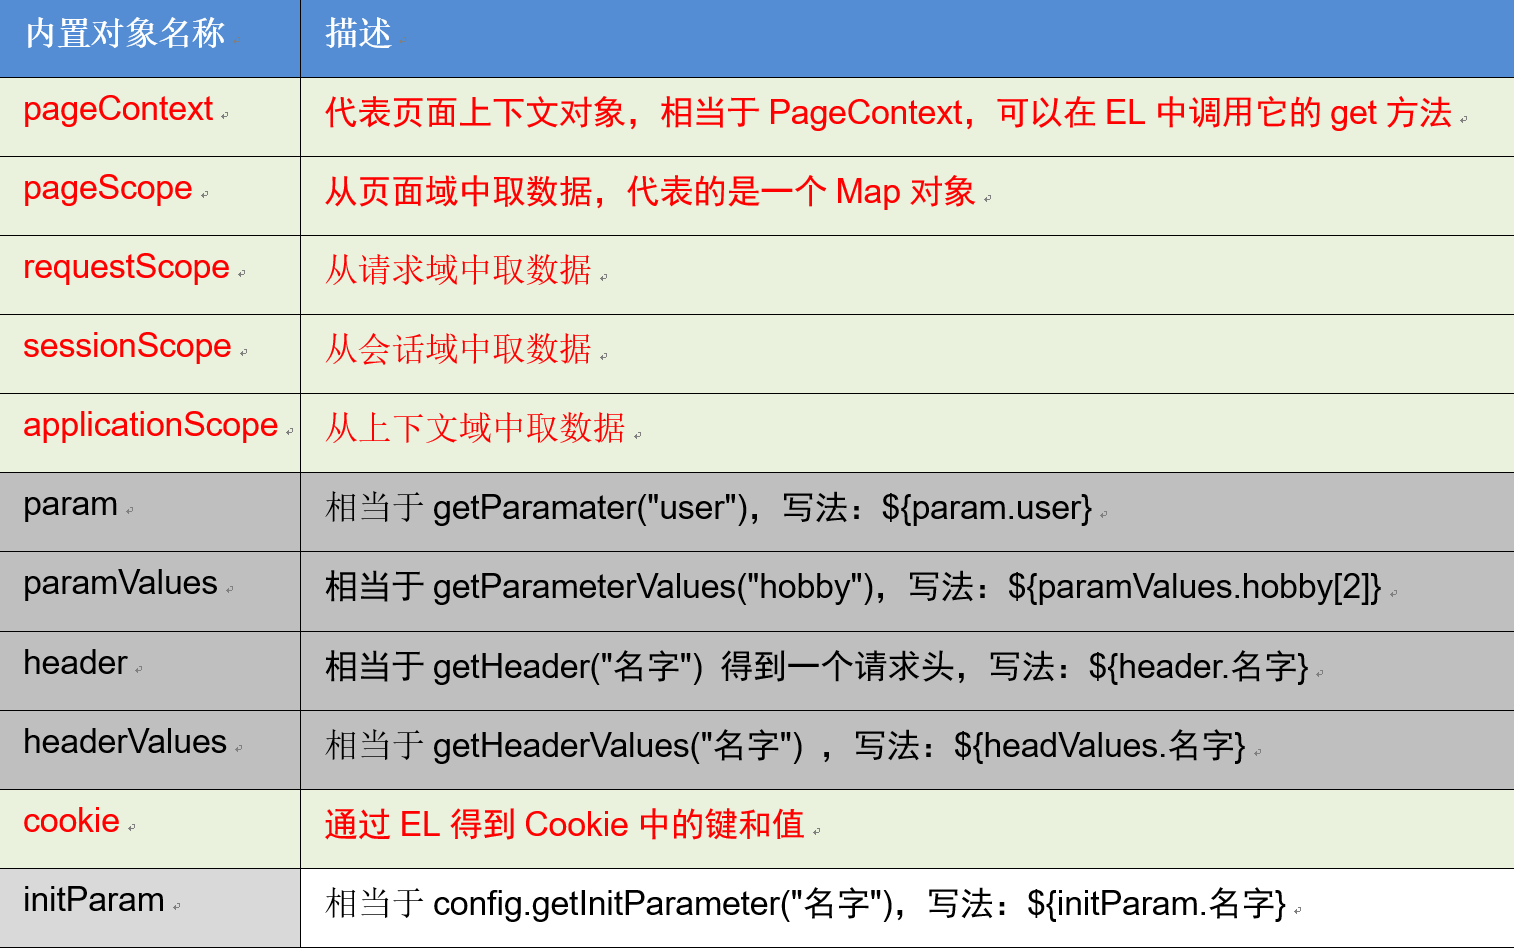 内置对象名称 描述
pageContext 代表页面上下文对象，相当于 PageContext，可以在 EL 中调用它的 get 方法
pageScope 从页面域中取数据，代表的是一个 Map 对象
requestScope 从请求域中取数据
sessionScope 从会话域中取数据
applicationScope 从上下文域中取数据
param 相当于 getParamater("user")，写法：${param.user}
paramValues 相当于 getParameterValues("hobby")，写法：${paramValues.hobby[2]}
header 相当于 getHeader("名字") 得到一个请求头，写法：${header.名字}
headerValues 相当于 getHeaderValues("名字") ，写法：${headValues.名字}
cookie 通过 EL 得到 Cookie 中的键和值
initParam 相当于 config.getInitParameter("名字")，写法：${initParam.名字}